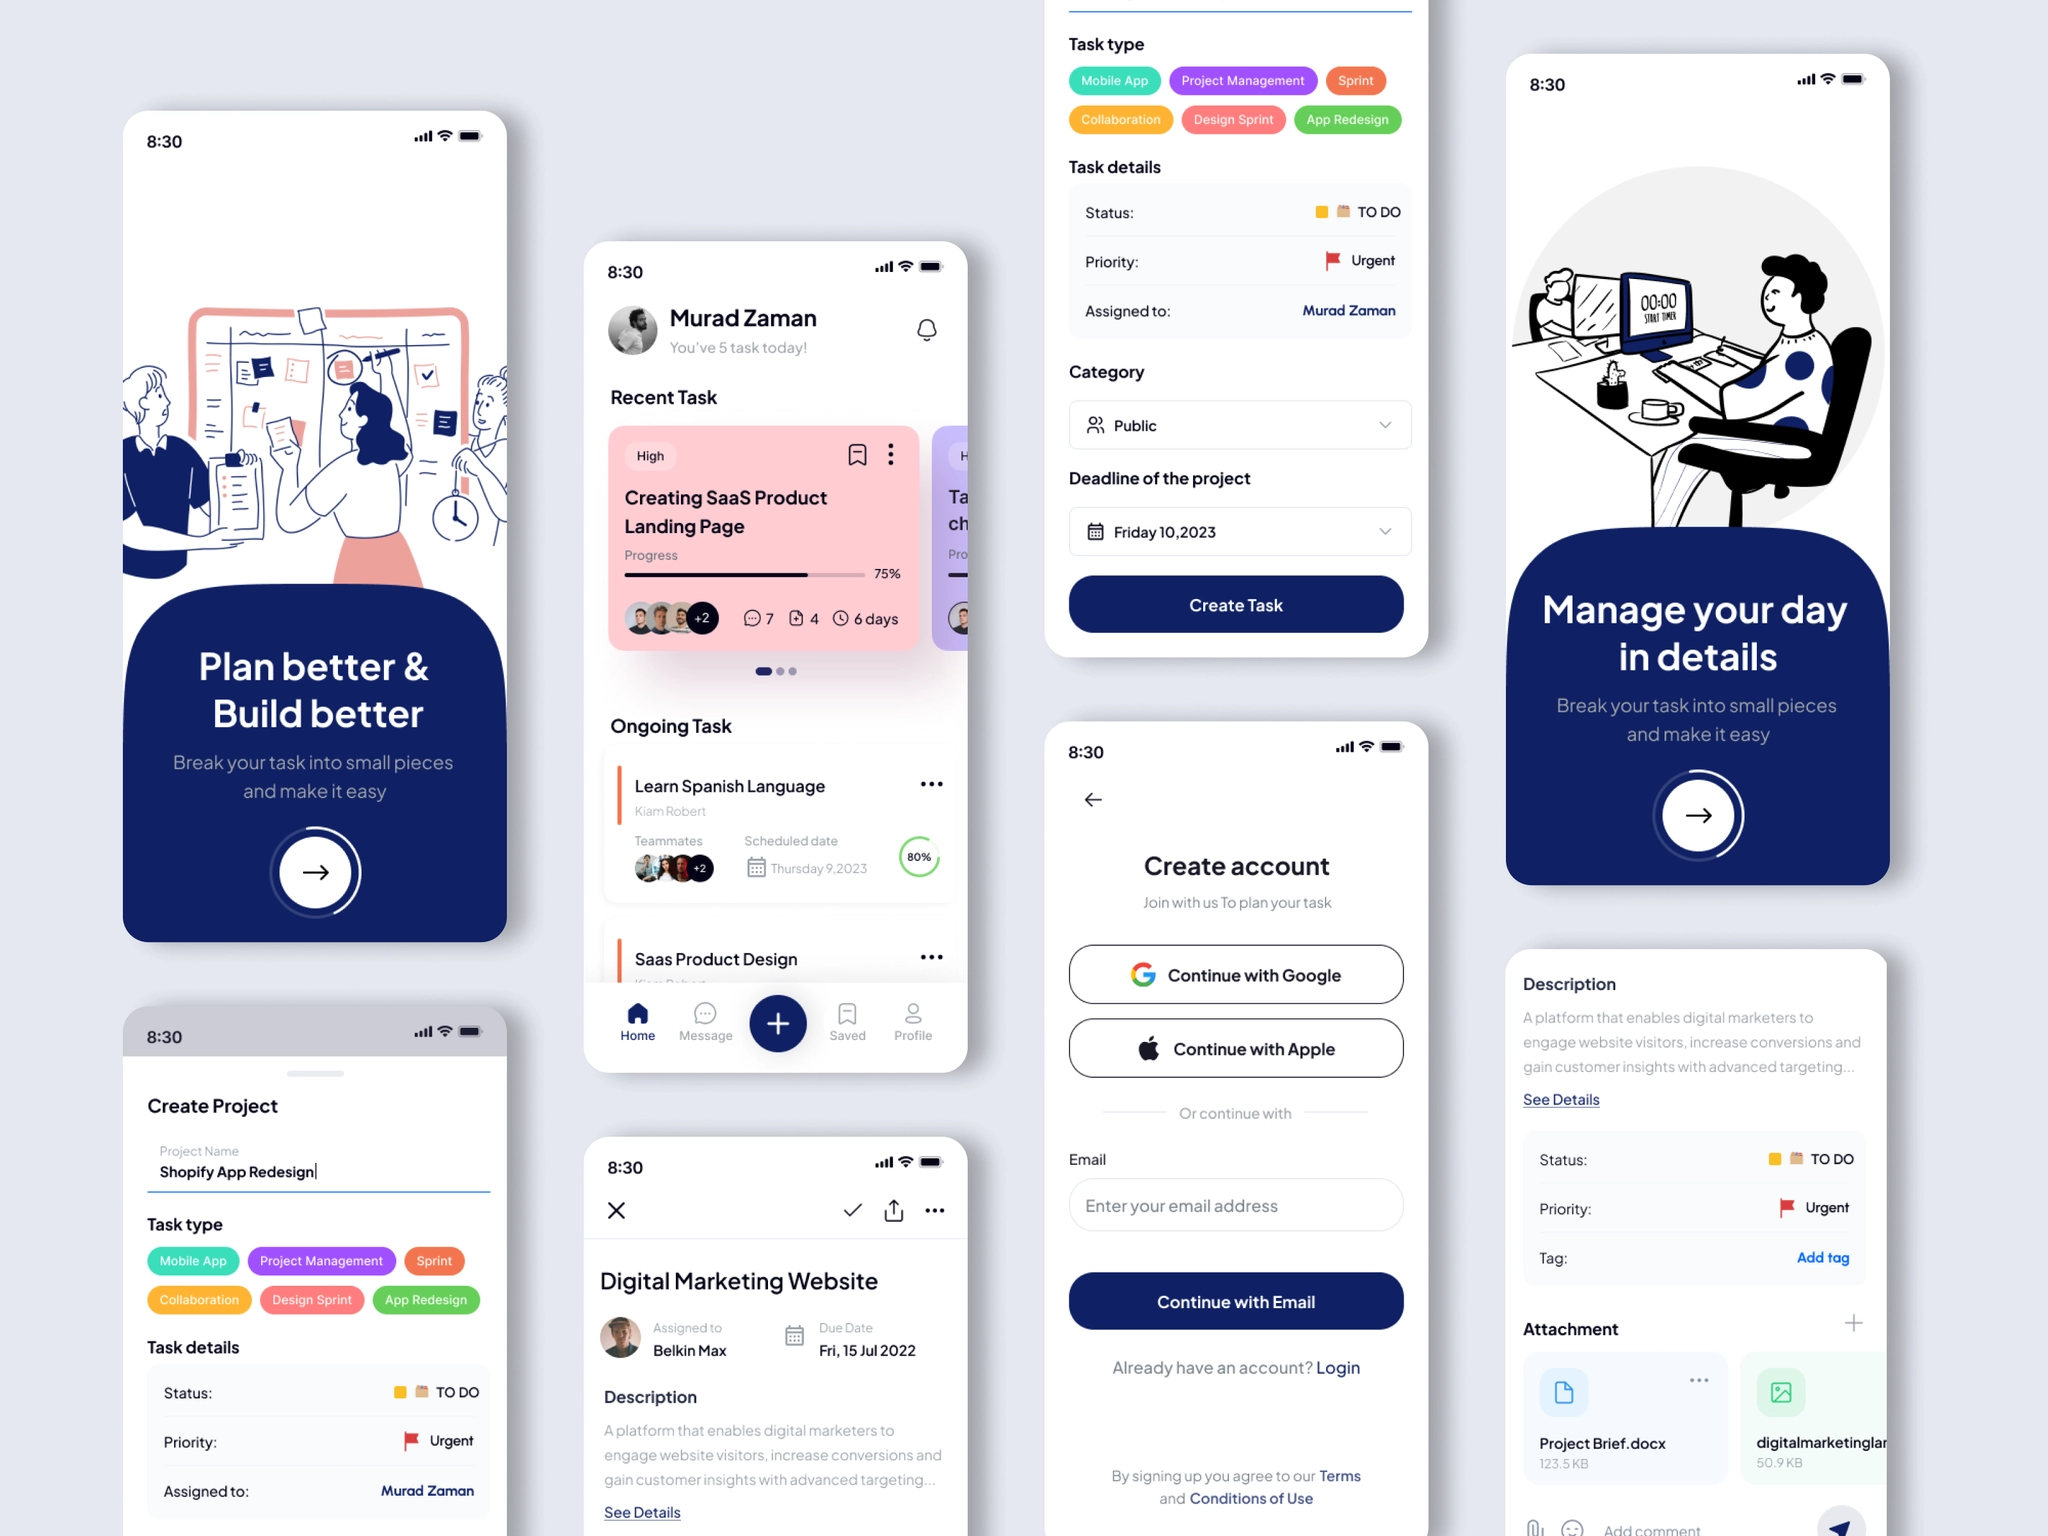 8:30
Plan better &
Build better
Break your task into small pieces
and make it easy
8:30
Create Project
Project Name
Shopify App Redesign
Task type
Mobile App
Project Management
Sprint
Collaboration
Design Sprint
App Redesign
Task details
Status:
TO DO
Priority:
Urgent
Assigned to:
Murad Zaman
8:30
Murad Zaman
You've 5 task today!
Recent Task
High
Creating SaaS Product
Landing Page
Progress
75%
+2
7
4
6 days
H
Ta
ch
Pro
Ongoing Task
Learn Spanish Language
Kiam Robert
Teammates
Scheduled date
+2
Thursday 9,2023
80%
Saas Product Design
Kiam Robert
Home
Message
Saved
Profile
8:30
Digital Marketing Website
Assigned to
Belkin Max
Due Date
Fri, 15 Jul 2022
Description
A platform that enables digital marketers to
engage website visitors, increase conversions and
gain customer insights with advanced targeting...
See Details
Task type
Mobile App
Project Management
Sprint
Collaboration
Design Sprint
App Redesign
Task details
Status:
TO DO
Priority:
Urgent
Assigned to:
Murad Zaman
Category
Public
Deadline of the project
Friday 10,2023
Create Task
8:30
Create account
Join with us To plan your task
Continue with Google
Continue with Apple
Or continue with
Email
Enter your email address
Continue with Email
Already have an account? Login
By signing up you agree to our Terms
and Conditions of Use
8:30
00:00
START TIMER
Manage your day
in details
Break your task into small pieces
and make it easy
Description
A platform that enables digital marketers to
engage website visitors, increase conversions and
gain customer insights with advanced targeting...
See Details
Status:
TO DO
Priority:
Urgent
Tag:
Add tag
Attachment
Project Brief.docx
123.5 KB
digitalmarketinglar
50.9 KB
Add comment